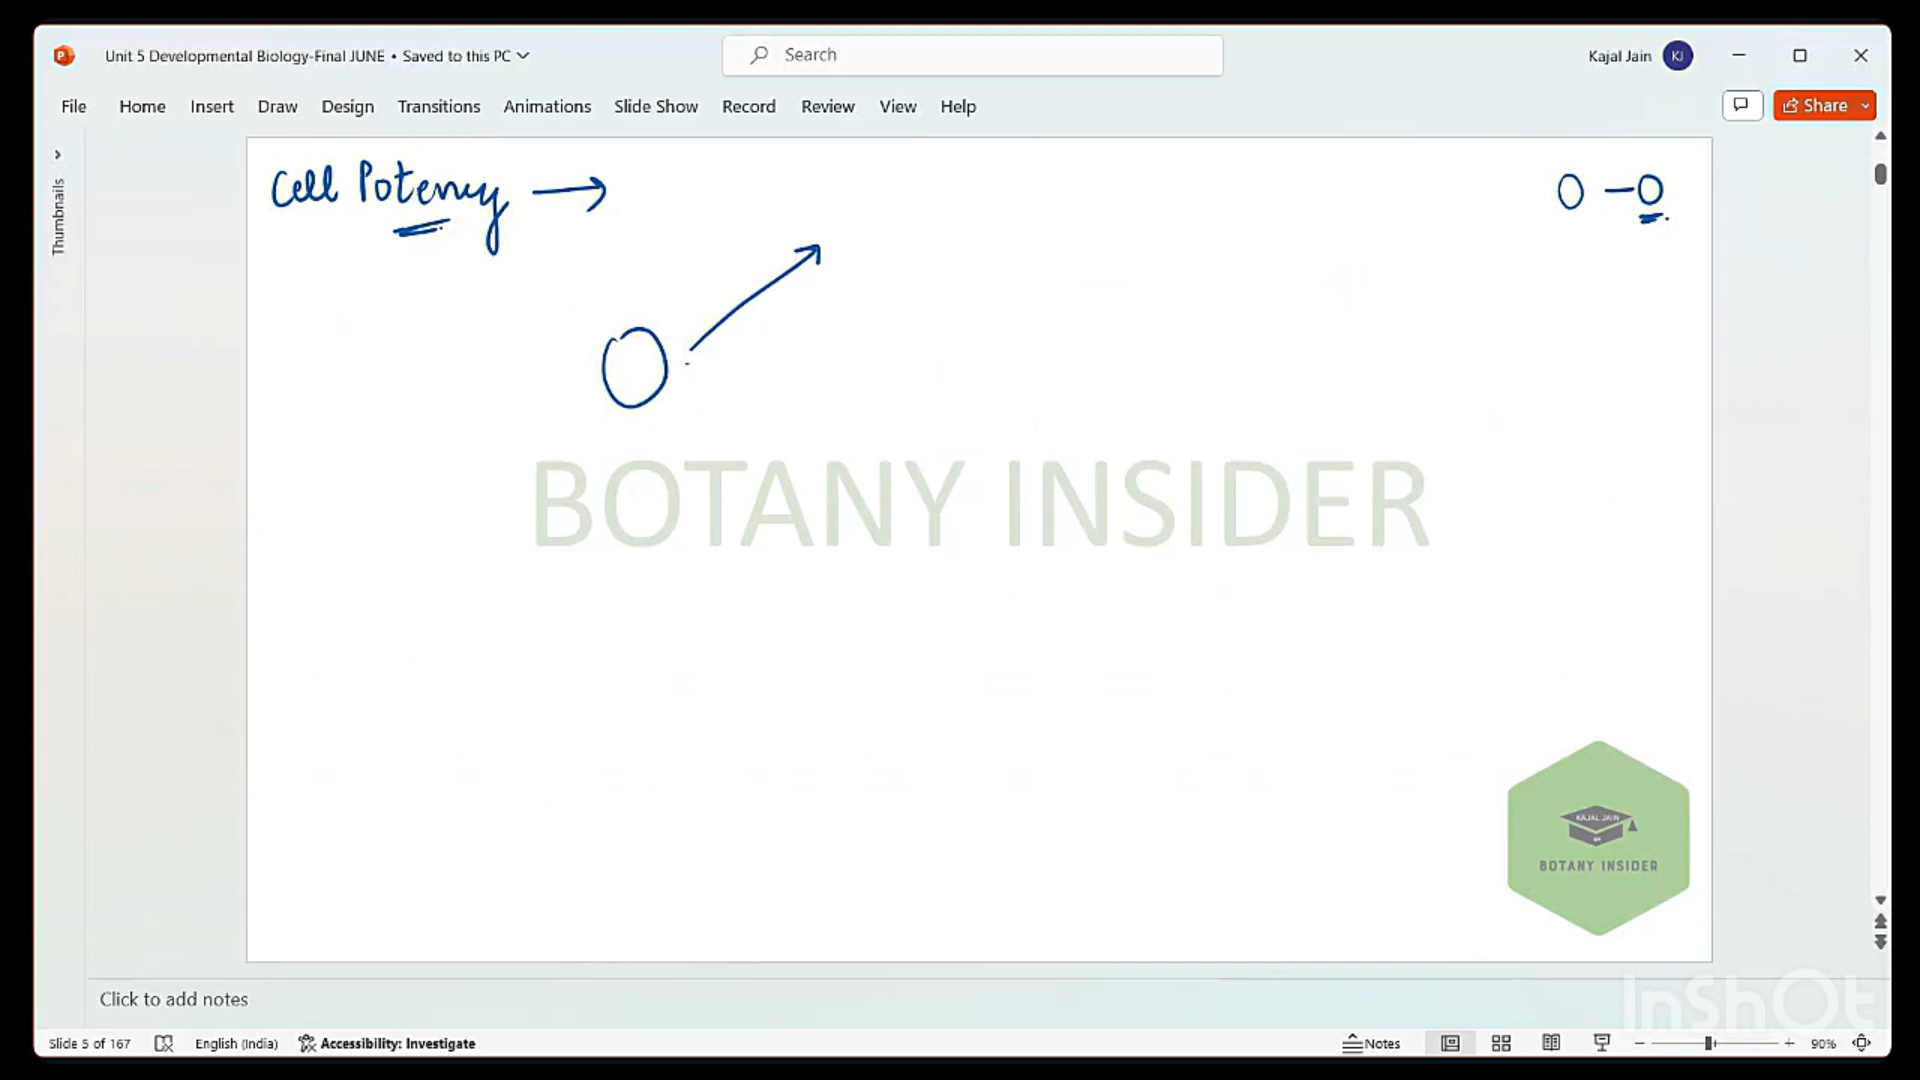 Unit 5 Developmental Biology-Final JUNE • Saved to this PC
Search
Kajal Jain KJ
File Home Insert Draw Design Transitions Animations Slide Show Record Review View Help
Share
Thumbnails
Cell Potency →
O – O
BOTANY INSIDER
KAJAL JAIN
BOTANY INSIDER
Click to add notes
InShOt
Slide 5 of 167 English (India) Accessibility: Investigate Notes 90%